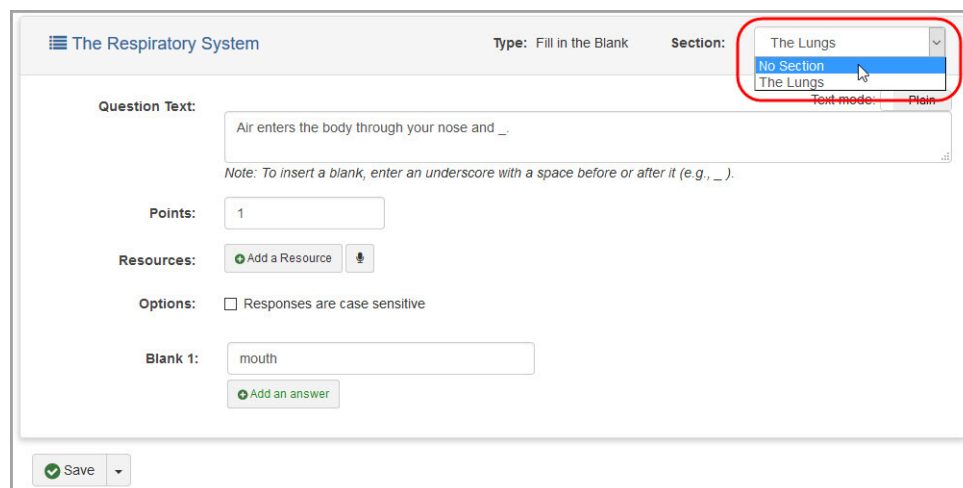 The Respiratory System Type: Fill in the Blank Section: The Lungs
No Section
The Lungs
Text mode: Plain
Question Text:
Air enters the body through your nose and _.
Note: To insert a blank, enter an underscore with a space before or after it (e.g., _ ).
Points: 1
Resources: Add a Resource
Options: Responses are case sensitive
Blank 1: mouth
Add an answer
Save